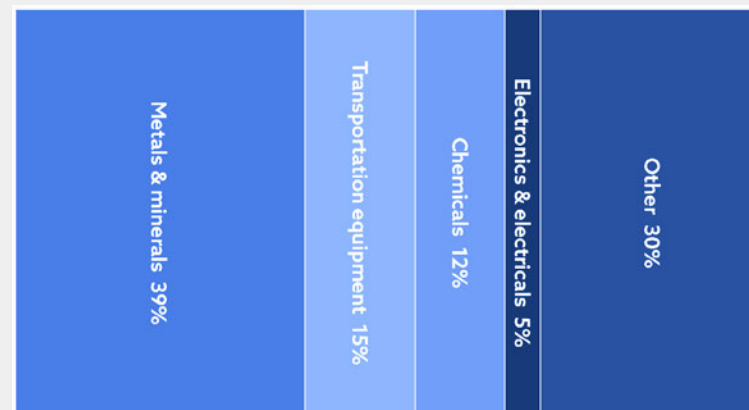 Metals & minerals 39%
Transportation equipment 15%
Chemicals 12%
Electronics & electricals 5%
Other 30%